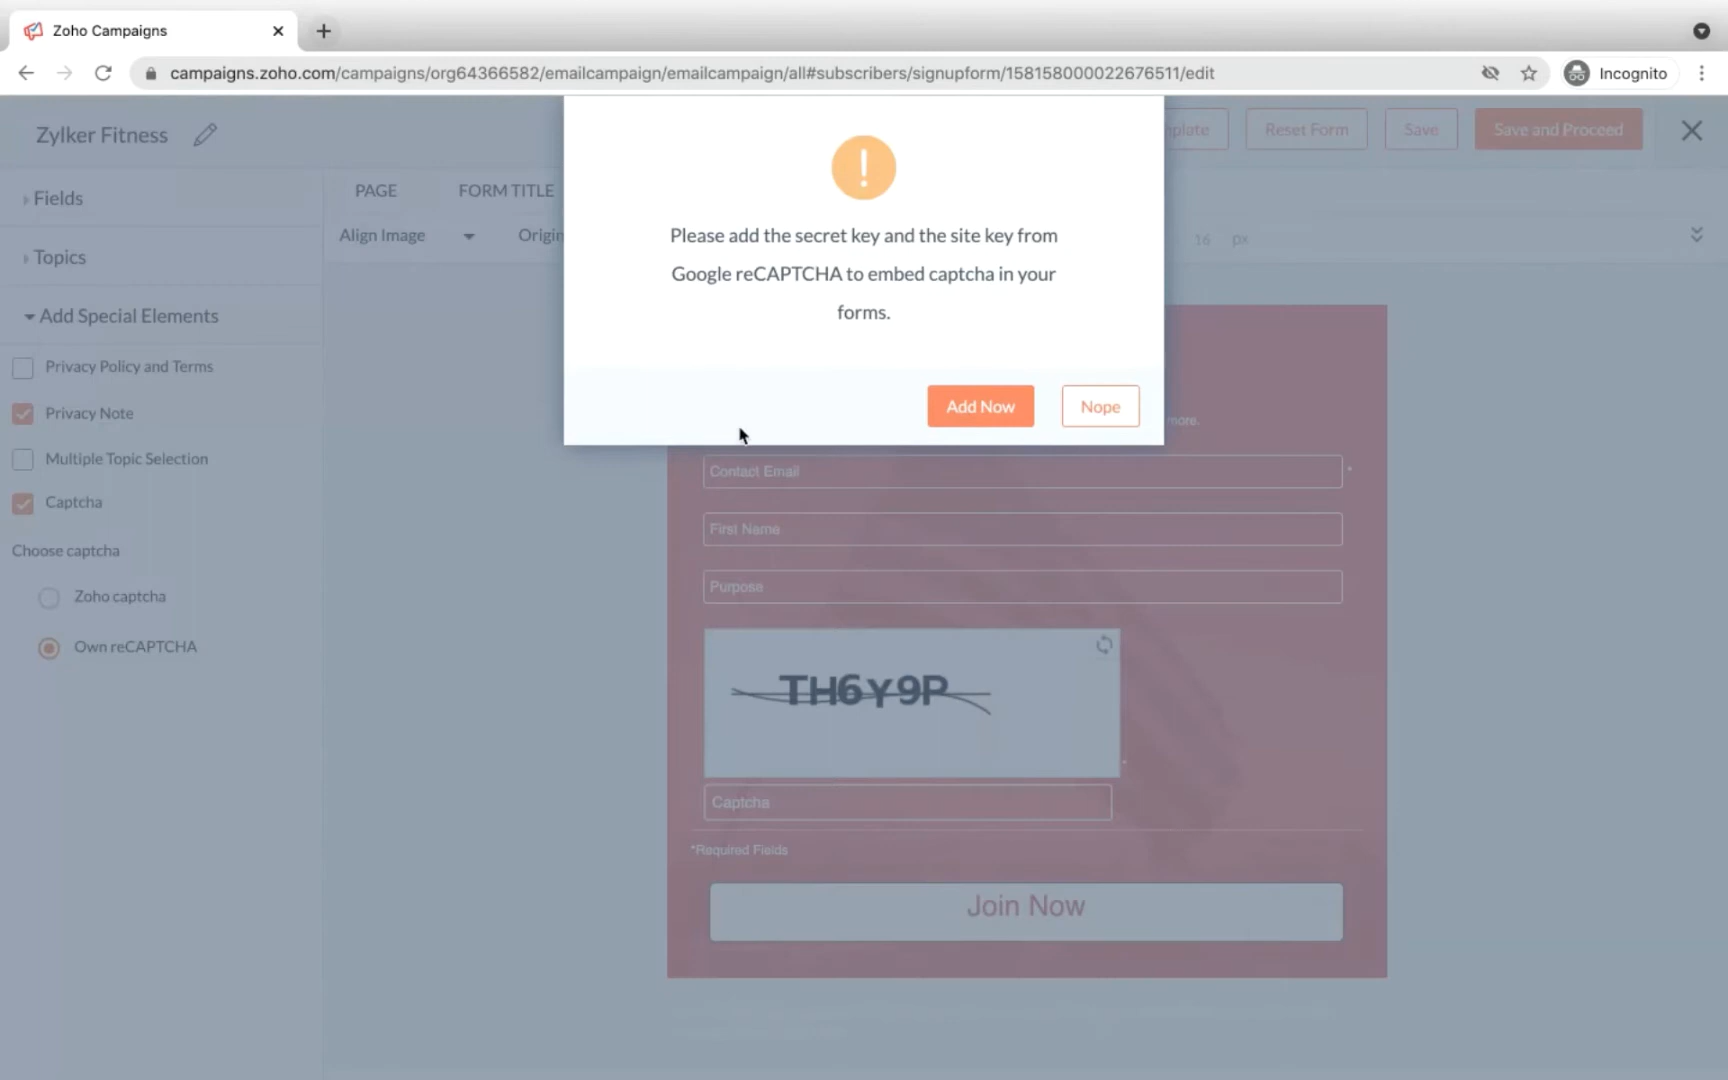 Zoho Campaigns
campaigns.zoho.com/campaigns/org64366582/emailcampaign/emailcampaign/all#subscribers/signupform/158158000022676511/edit
Incognito
Zylker Fitness
plate
Reset Form
Save
Save and Proceed
Fields
Topics
Add Special Elements
Privacy Policy and Terms
Privacy Note
Multiple Topic Selection
Captcha
Choose captcha
Zoho captcha
Own reCAPTCHA
PAGE
FORM TITLE
Align Image
Origin
16 px
Please add the secret key and the site key from
Google reCAPTCHA to embed captcha in your
forms.
Add Now
Nope
more.
Contact Email
*
First Name
Purpose
TH6Y9P
Captcha
*Required Fields
Join Now